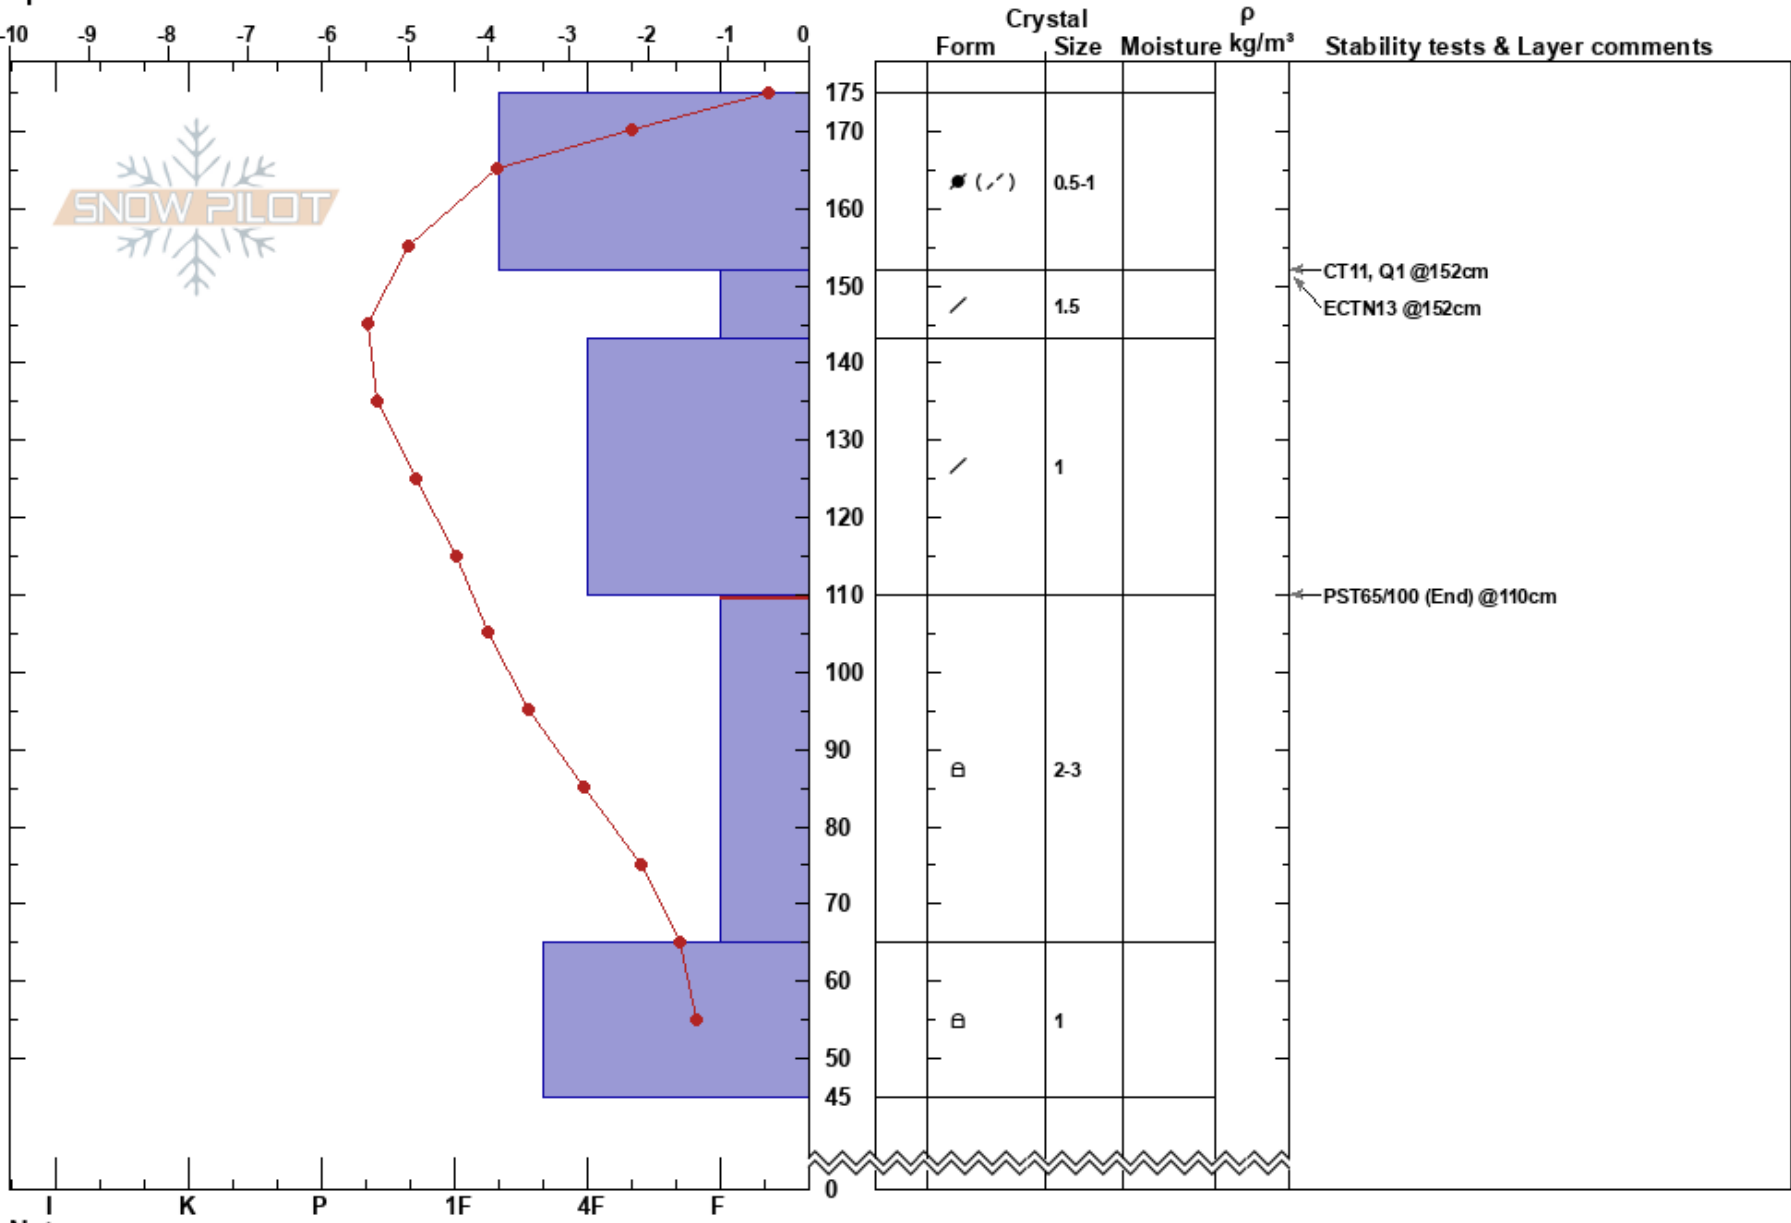 -10 -9 -8 -7 -6 -5 -4 -3 -2 -1 0
Crystal ρ
Form Size Moisture kg/m³ Stability tests & Layer comments
175
170
SNOW PILOT
0.5-1
160
CT11, Q1 @152cm
150
1.5
ECTN13 @152cm
140
130
1
120
110
PST65/100 (End) @110cm
100
90
2-3
80
70
60
1
50
45
0
I K P 1F 4F F